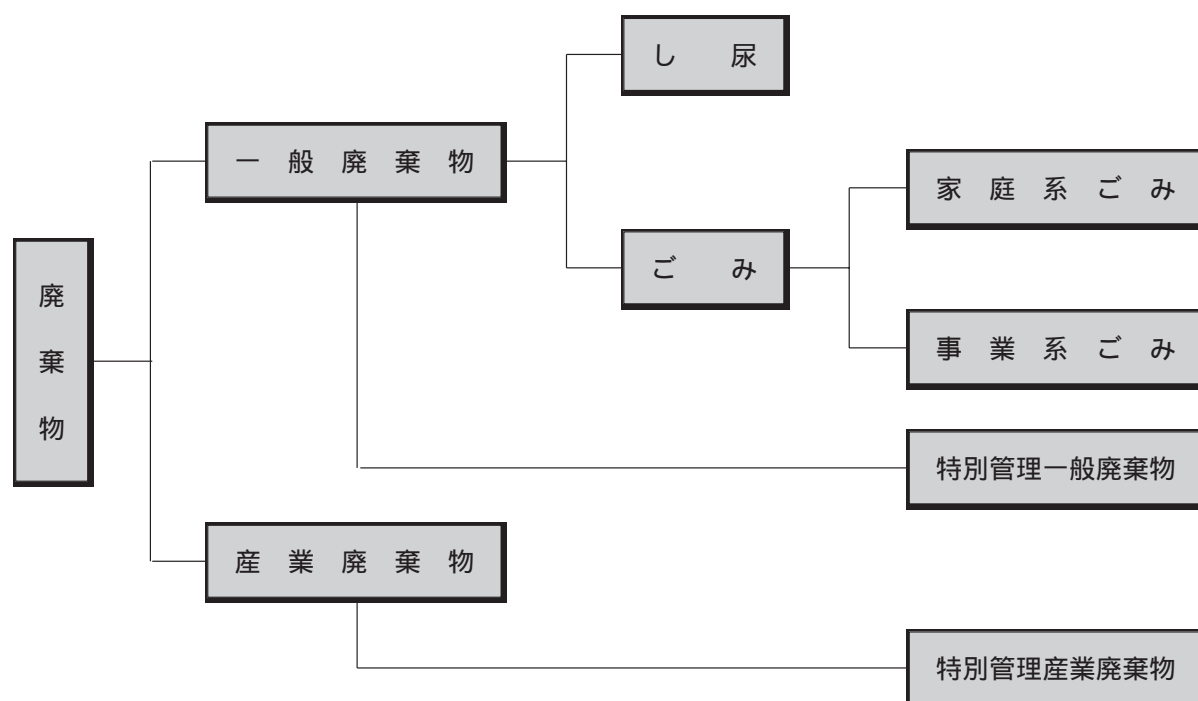 廃棄物
一般廃棄物
し尿
ごみ
家庭系ごみ
事業系ごみ
特別管理一般廃棄物
産業廃棄物
特別管理産業廃棄物